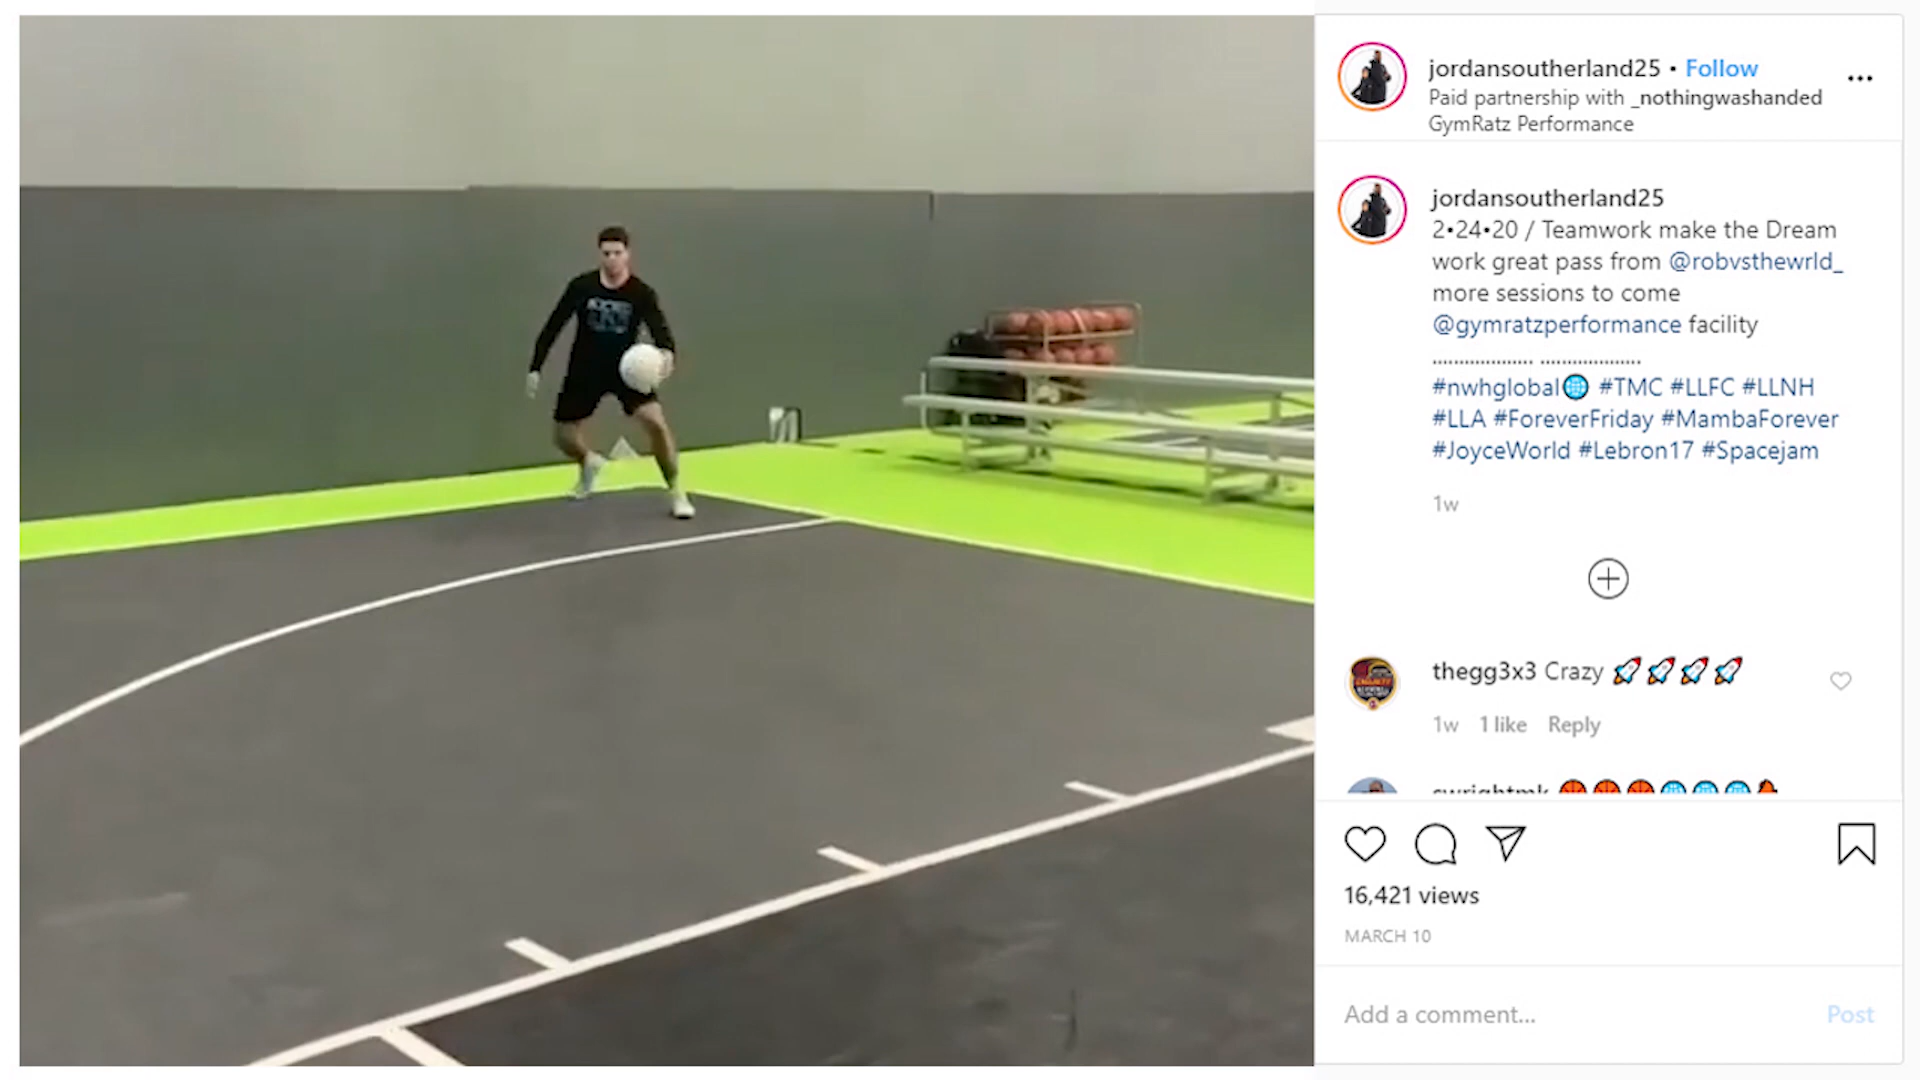 jordansoutherland25 • Follow
Paid partnership with _nothingwashanded
GymRatz Performance
jordansoutherland25
2•24•20 / Teamwork make the Dream
work great pass from @robvsthewrld_
more sessions to come
@gymratzperformance facility
................... ...................
#nwhglobal🌐 #TMC #LLFC #LLNH
#LLA #ForeverFriday #MambaForever
#JoyceWorld #Lebron17 #Spacejam
1w
thegg3x3 Crazy 🚀🚀🚀🚀
1w 1 like Reply
16,421 views
MARCH 10
Add a comment... Post